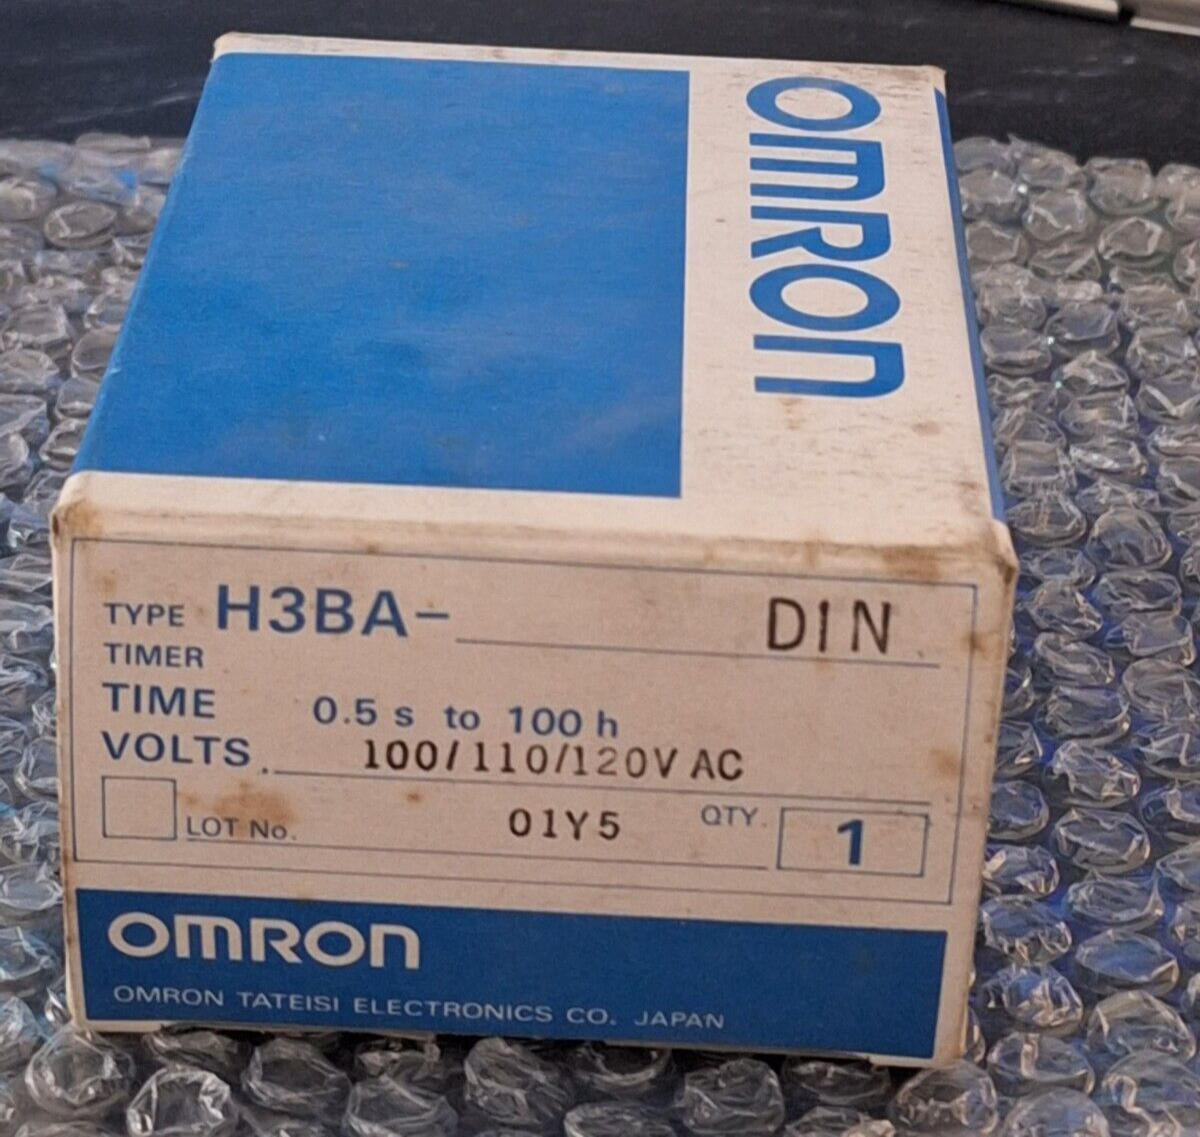 OMRON
TYPE H3BA- DIN
TIMER
TIME 0.5 s to 100 h
VOLTS 100/110/120V AC
LOT No. 01Y5 QTY. 1
OMRON
OMRON TATEISI ELECTRONICS CO. JAPAN